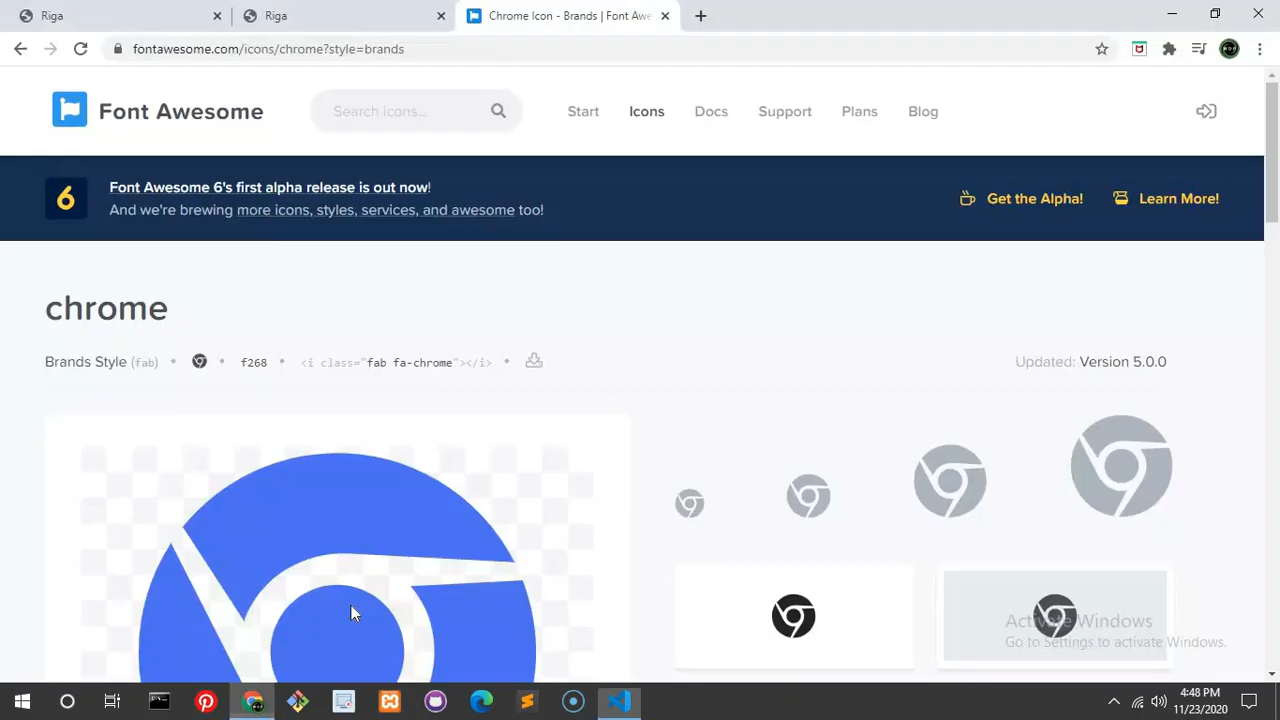 Riga
Riga
Chrome Icon - Brands | Font Awe
fontawesome.com/icons/chrome?style=brands
Font Awesome
Search icons...
Start
Icons
Docs
Support
Plans
Blog
6
Font Awesome 6's first alpha release is out now!
And we're brewing more icons, styles, services, and awesome too!
Get the Alpha!
Learn More!
chrome
Brands Style (fab)
f268
<i class="fab fa-chrome"></i>
Updated: Version 5.0.0
Activate Windows
Go to Settings to activate Windows.
4:48 PM
11/23/2020